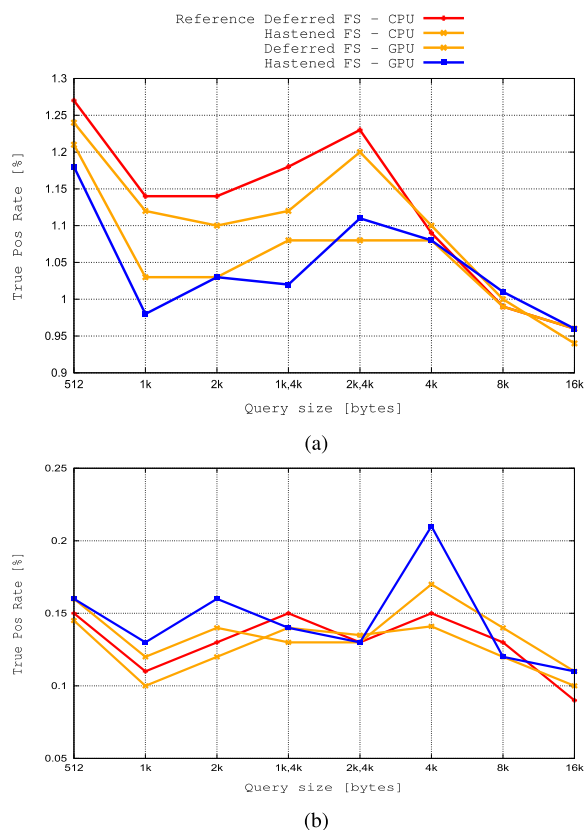 Reference Deferred FS - CPU
Hastened FS - CPU
Deferred FS - GPU
Hastened FS - GPU
1.3
1.25
1.2
1.15
1.1
1.05
1
0.95
0.9
True Pos Rate [%]
512 1k 2k 1k,4k 2k,4k 4k 8k 16k
Query size [bytes]
(a)
0.25
0.2
0.15
0.1
0.05
True Pos Rate [%]
512 1k 2k 1k,4k 2k,4k 4k 8k 16k
Query size [bytes]
(b)